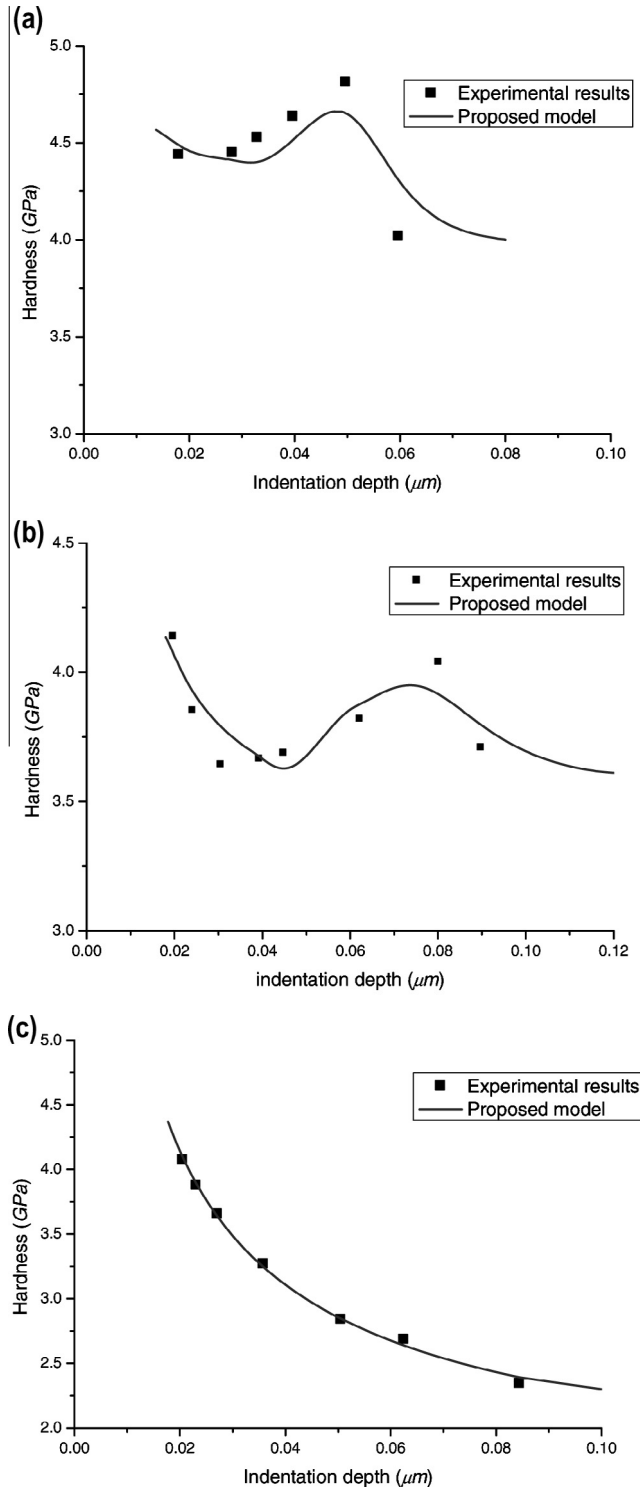 (a)
5.0
4.5
4.0
3.5
3.0
Hardness (GPa)
Experimental results
Proposed model
0.00 0.02 0.04 0.06 0.08 0.10
Indentation depth (μm)
(b)
4.5
4.0
3.5
3.0
Hardness (GPa)
Experimental results
Proposed model
0.00 0.02 0.04 0.06 0.08 0.10 0.12
indentation depth (μm)
(c)
5.0
4.5
4.0
3.5
3.0
2.5
2.0
Hardness (GPa)
Experimental results
Proposed model
0.00 0.02 0.04 0.06 0.08 0.10
Indentation depth (μm)